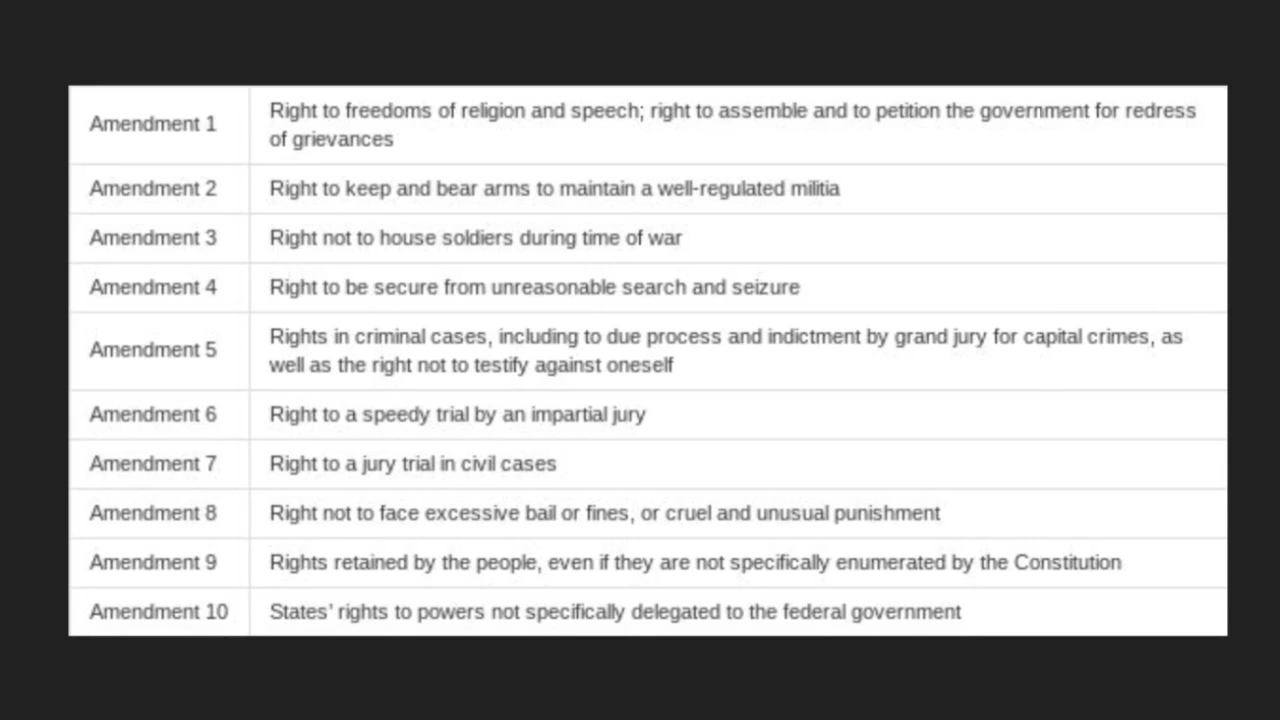 Amendment 1
Right to freedoms of religion and speech; right to assemble and to petition the government for redress
of grievances
Amendment 2
Right to keep and bear arms to maintain a well-regulated militia
Amendment 3
Right not to house soldiers during time of war
Amendment 4
Right to be secure from unreasonable search and seizure
Amendment 5
Rights in criminal cases, including to due process and indictment by grand jury for capital crimes, as
well as the right not to testify against oneself
Amendment 6
Right to a speedy trial by an impartial jury
Amendment 7
Right to a jury trial in civil cases
Amendment 8
Right not to face excessive bail or fines, or cruel and unusual punishment
Amendment 9
Rights retained by the people, even if they are not specifically enumerated by the Constitution
Amendment 10
States’ rights to powers not specifically delegated to the federal government